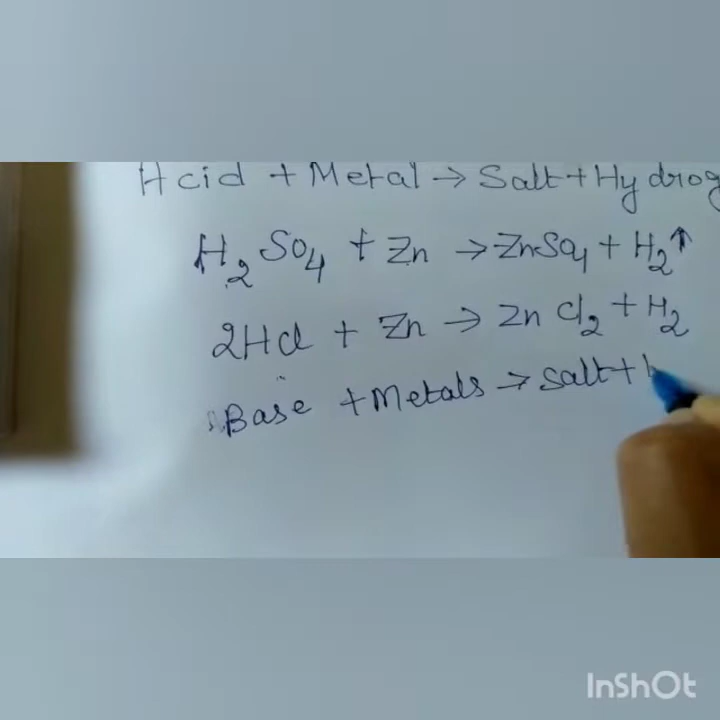 Acid + Metal → Salt + Hydrog
H₂SO₄ + Zn → ZnSO₄ + H₂↑
2HCl + Zn → ZnCl₂ + H₂
Base + Metals → Salt +
InShOt